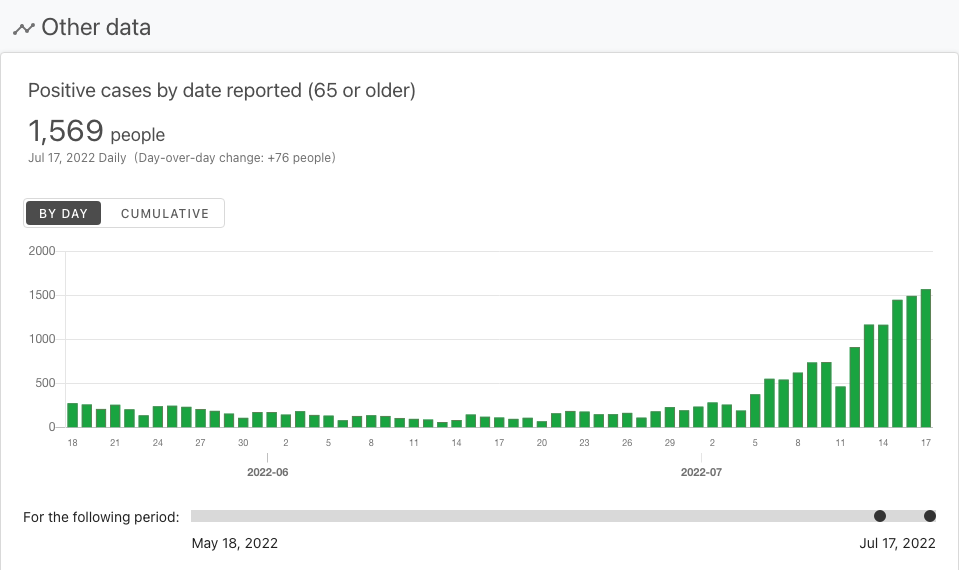 Other data
Positive cases by date reported (65 or older)
1,569 people
Jul 17, 2022 Daily (Day-over-day change: +76 people)
BY DAY CUMULATIVE
2000
1500
1000
500
0
18 21 24 27 30 2 5 8 11 14 17 20 23 26 29 2 5 8 11 14 17
2022-06 2022-07
For the following period:
May 18, 2022 Jul 17, 2022